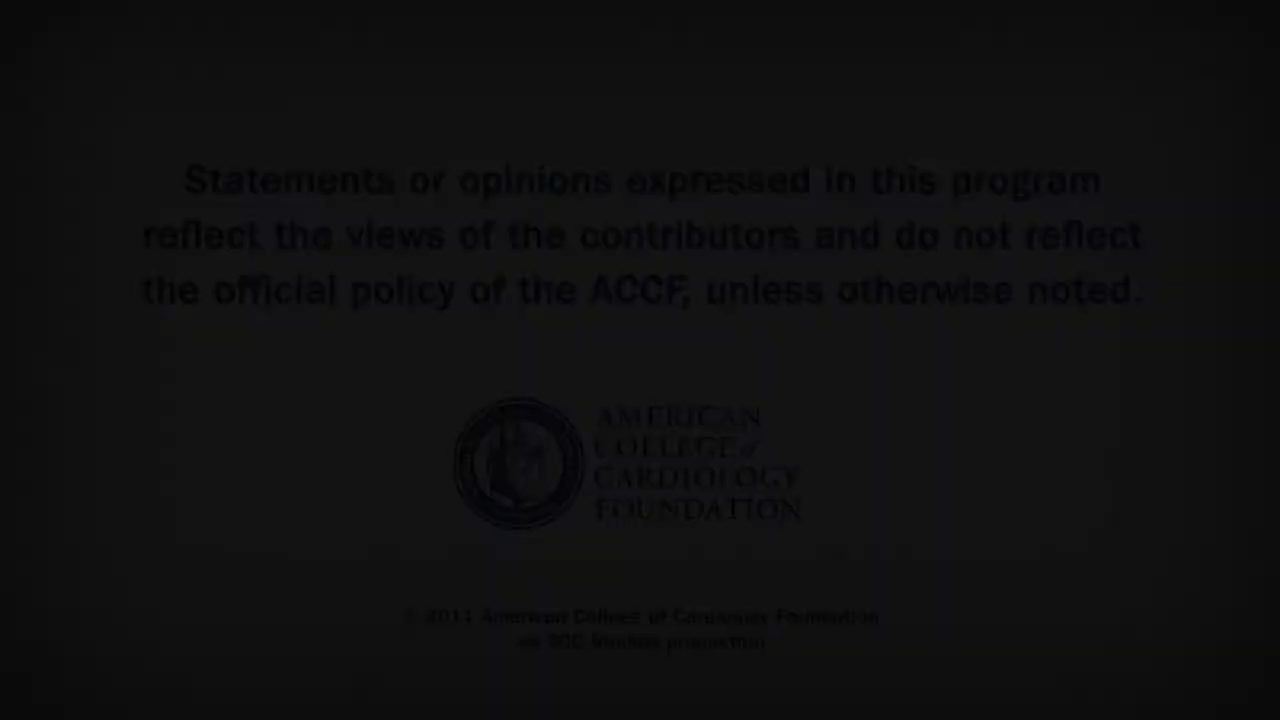 Statements or opinions expressed in this program
reflect the views of the contributors and do not reflect
the official policy of the ACCF, unless otherwise noted.
AMERICAN
COLLEGE of
CARDIOLOGY
FOUNDATION
© 2011 American College of Cardiology Foundation
production